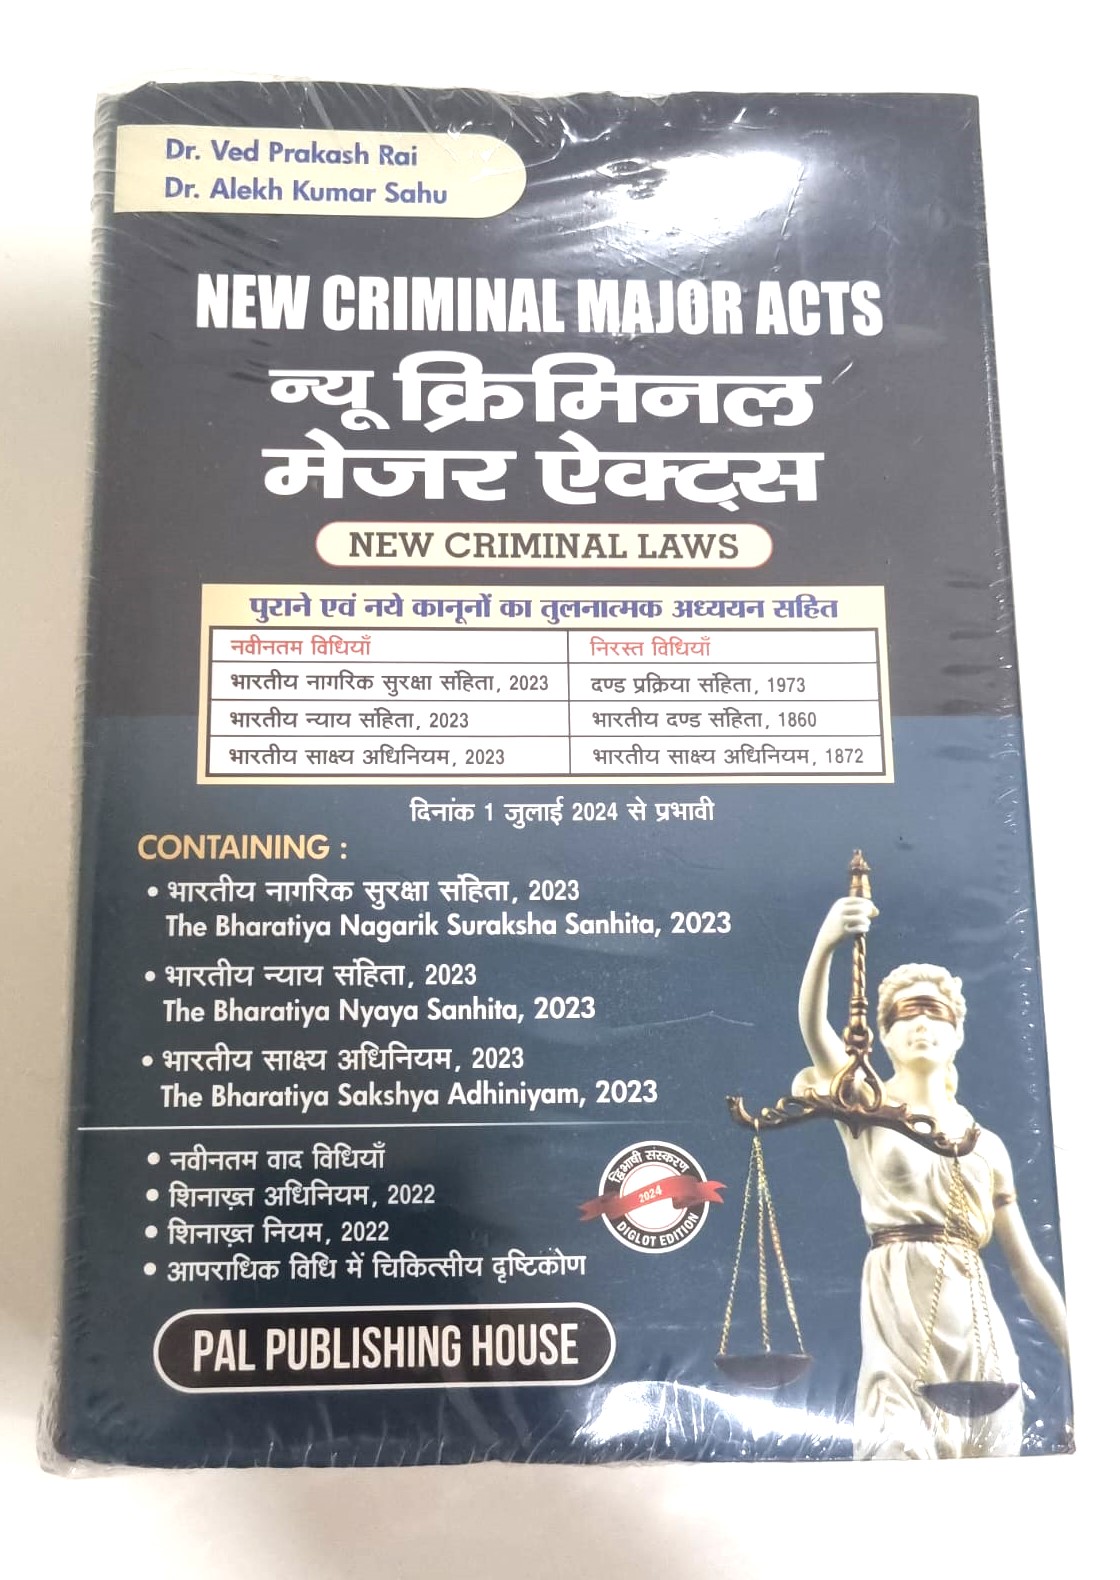 Dr. Ved Prakash Rai
Dr. Alekh Kumar Sahu
NEW CRIMINAL MAJOR ACTS
न्यू क्रिमिनल
मेजर ऐक्ट्स
NEW CRIMINAL LAWS
पुराने एवं नये कानूनों का तुलनात्मक अध्ययन सहित
नवीनतम विधियाँ निरस्त विधियाँ
भारतीय नागरिक सुरक्षा संहिता, 2023 दण्ड प्रक्रिया संहिता, 1973
भारतीय न्याय संहिता, 2023 भारतीय दण्ड संहिता, 1860
भारतीय साक्ष्य अधिनियम, 2023 भारतीय साक्ष्य अधिनियम, 1872
दिनांक 1 जुलाई 2024 से प्रभावी
CONTAINING :
• भारतीय नागरिक सुरक्षा संहिता, 2023
The Bharatiya Nagarik Suraksha Sanhita, 2023
• भारतीय न्याय संहिता, 2023
The Bharatiya Nyaya Sanhita, 2023
• भारतीय साक्ष्य अधिनियम, 2023
The Bharatiya Sakshya Adhiniyam, 2023
• नवीनतम वाद विधियाँ
• शिनाख़्त अधिनियम, 2022
• शिनाख़्त नियम, 2022
• आपराधिक विधि में चिकित्सीय दृष्टिकोण
द्विभाषी संस्करण
2024
DIGLOT EDITION
PAL PUBLISHING HOUSE